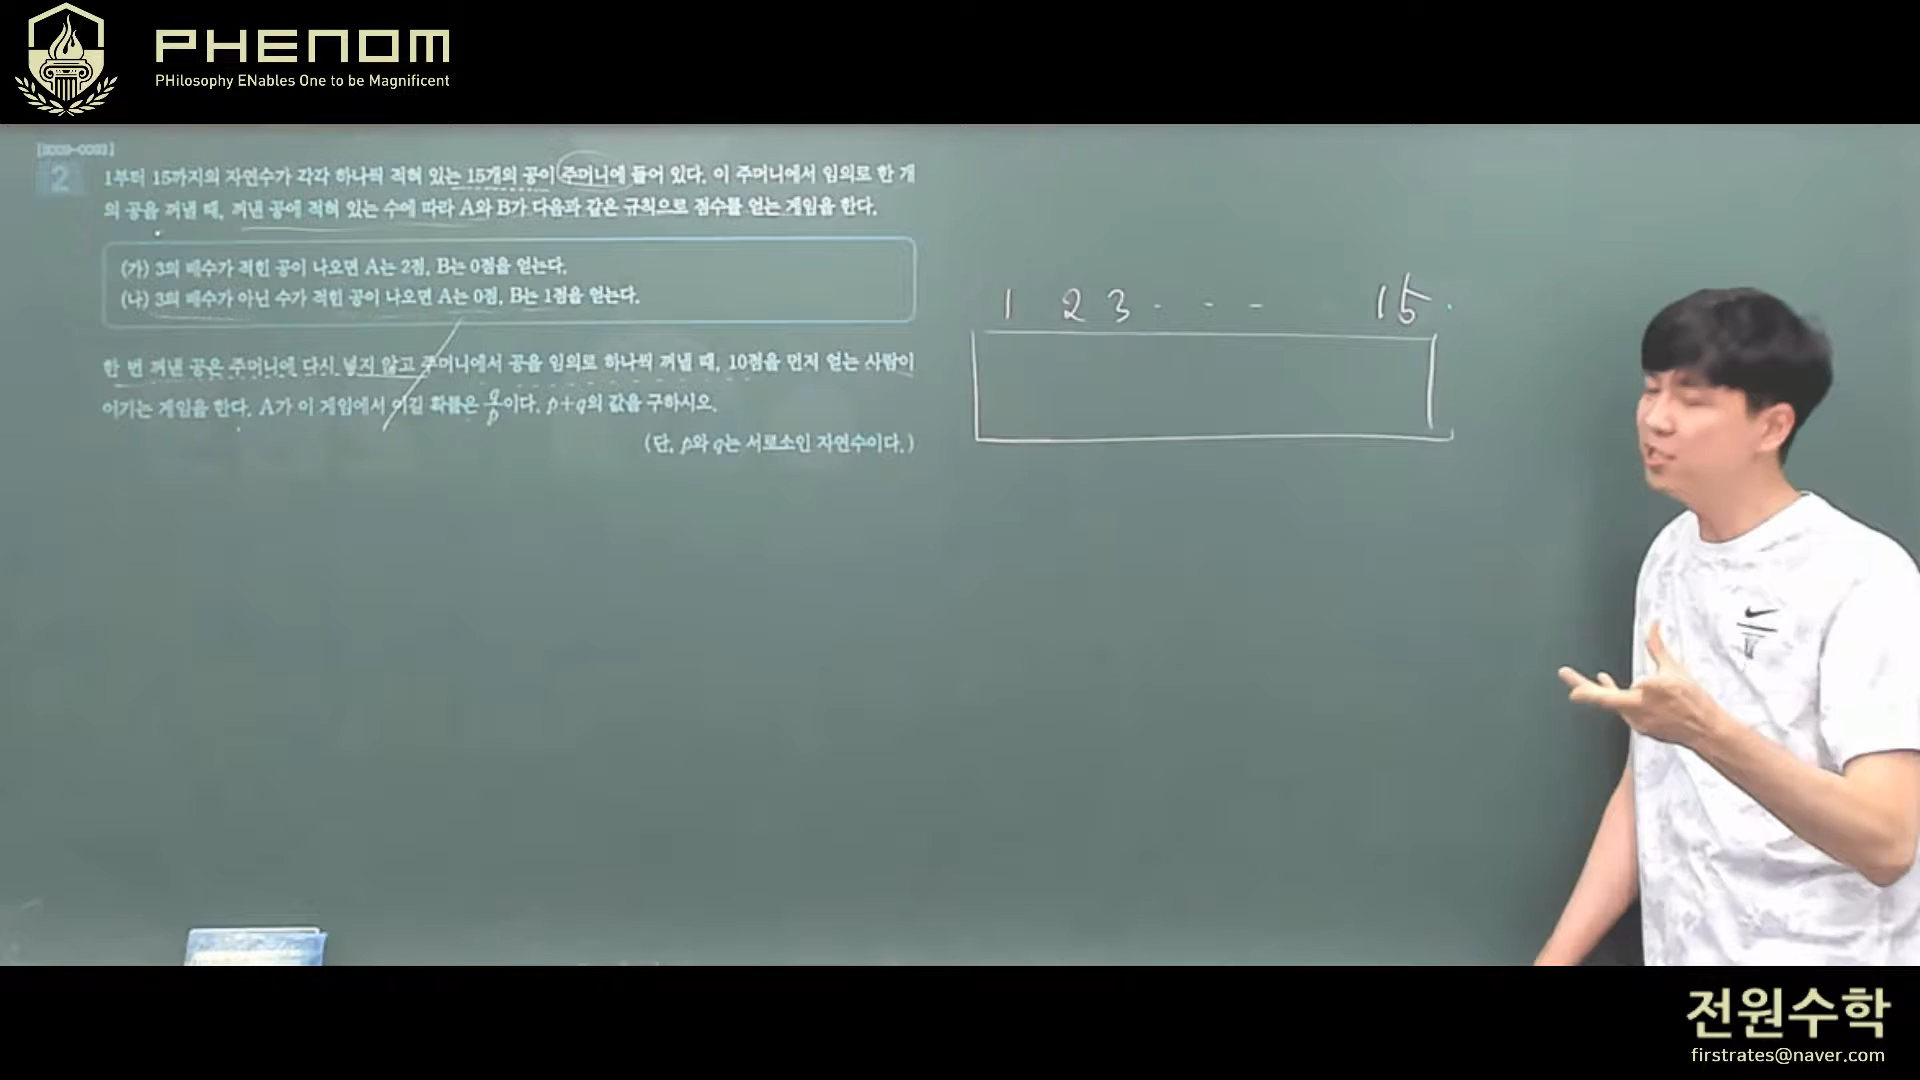 PHENOM
PHilosophy ENables One to be Magnificent
2
1부터 15까지의 자연수가 각각 하나씩 적혀 있는 15개의 공이 주머니에 들어 있다. 이 주머니에서 임의로 한 개
의 공을 꺼낼 때, 꺼낸 공에 적혀 있는 수에 따라 A와 B가 다음과 같은 규칙으로 점수를 얻는 게임을 한다.
(가) 3의 배수가 적힌 공이 나오면 A는 2점, B는 0점을 얻는다.
(나) 3의 배수가 아닌 수가 적힌 공이 나오면 A는 0점, B는 1점을 얻는다.
한 번 꺼낸 공은 주머니에 다시 넣지 않고 주머니에서 공을 임의로 하나씩 꺼낼 때, 10점을 먼저 얻는 사람이
이기는 게임을 한다. A가 이 게임에서 이길 확률은 q/p이다. p+q의 값을 구하시오.
(단, p와 q는 서로소인 자연수이다.)
1 2 3 · · - 15
전원수학
firstrates@naver.com